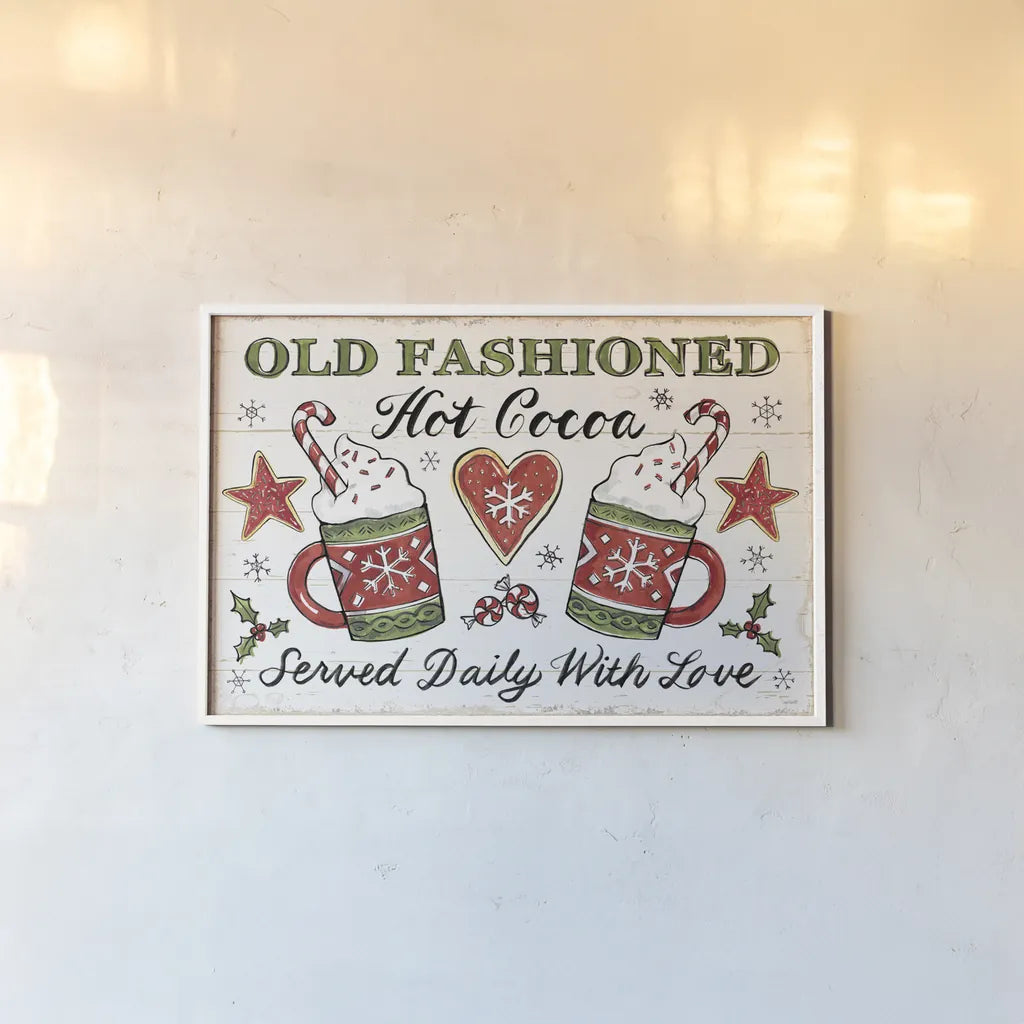 OLD FASHIONED
Hot Cocoa
Served Daily With Love